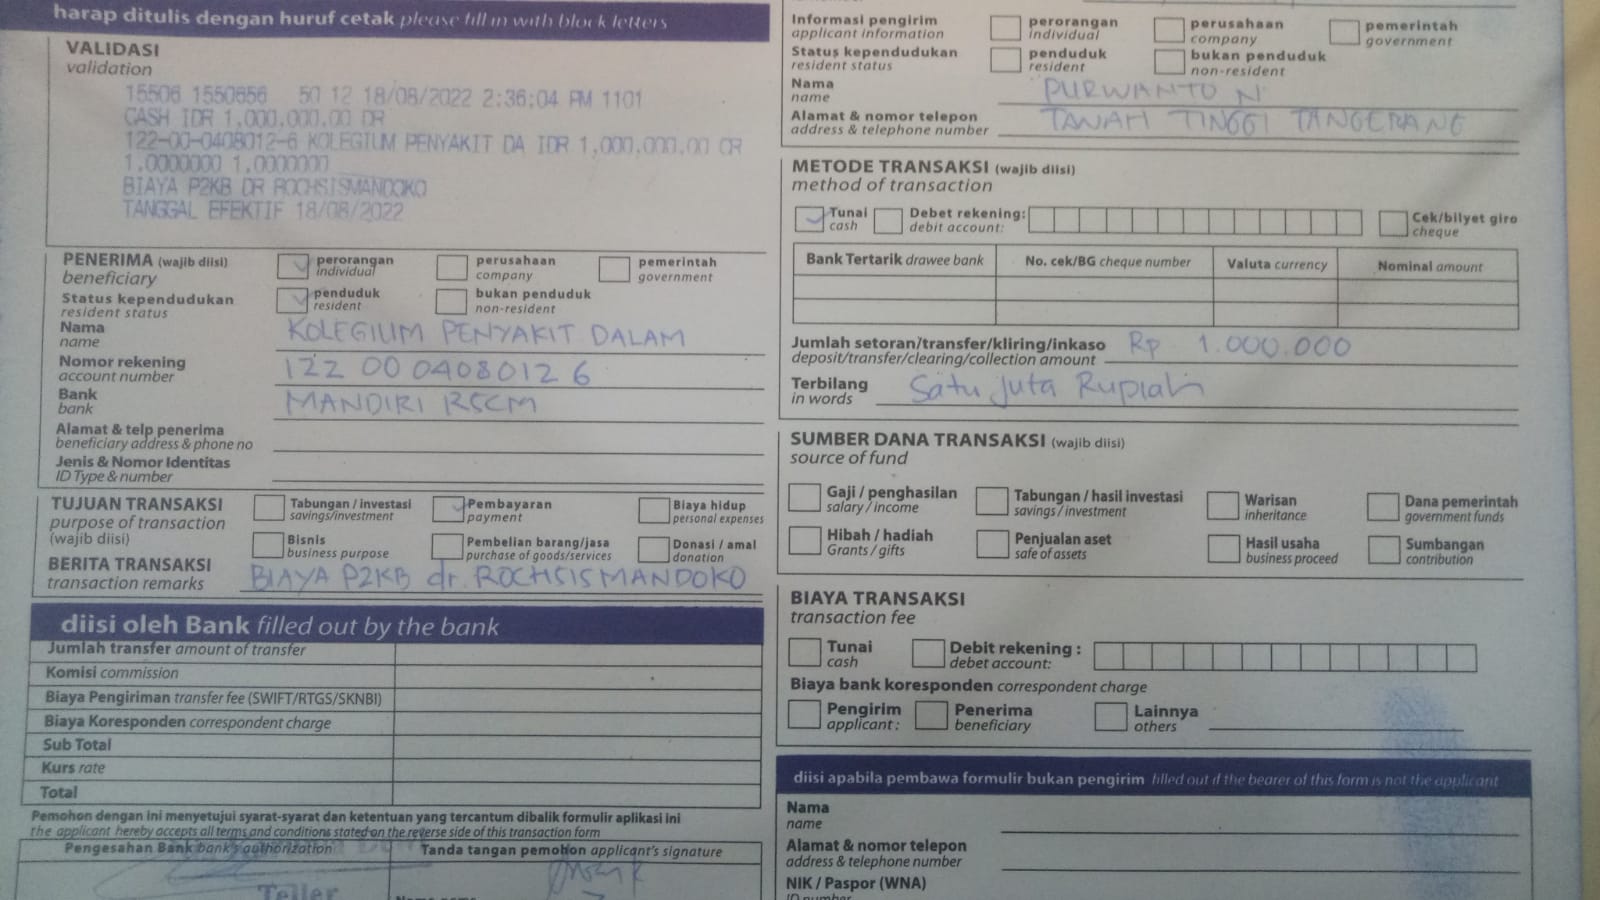 harap ditulis dengan huruf cetak please fill in with block letters
VALIDASI
validation
15506 1550656 50 12 18/08/2022 2:36:04 PM 1101
CASH IDR 1,000,000.00 DR
122-00-0408012-6 KOLEGIUM PENYAKIT DA IDR 1,000,000.00 CR
1.0000000 1.0000000
BIAYA P2KB DR ROCHSISMANDOKO
TANGGAL EFEKTIF 18/08/2022
PENERIMA (wajib diisi)
beneficiary
perorangan
individual
perusahaan
company
pemerintah
government
Status kependudukan
resident status
penduduk
resident
bukan penduduk
non-resident
Nama
name
KOLEGIUM PENYAKIT DALAM
Nomor rekening
account number
122 00 0408012 6
Bank
bank
MANDIRI RSCM
Alamat & telp penerima
beneficiary address & phone no
Jenis & Nomor Identitas
ID Type & number
TUJUAN TRANSAKSI
purpose of transaction
(wajib diisi)
Tabungan / investasi
savings/investment
Pembayaran
payment
Biaya hidup
personal expenses
Bisnis
business purpose
Pembelian barang/jasa
purchase of goods/services
Donasi / amal
donation
BERITA TRANSAKSI
transaction remarks
BIAYA P2KB dr. ROCHSISMANDOKO
diisi oleh Bank filled out by the bank
Jumlah transfer amount of transfer
Komisi commission
Biaya Pengiriman transfer fee (SWIFT/RTGS/SKNBI)
Biaya Koresponden correspondent charge
Sub Total
Kurs rate
Total
Pemohon dengan ini menyetujui syarat-syarat dan ketentuan yang tercantum dibalik formulir aplikasi ini
the applicant hereby accepts all terms and conditions stated on the reverse side of this transaction form
Pengesahan Bank bank's authorization
Tanda tangan pemohon applicant's signature
Teller
Informasi pengirim
applicant information
perorangan
individual
perusahaan
company
pemerintah
government
Status kependudukan
resident status
penduduk
resident
bukan penduduk
non-resident
Nama
name
PURWANTO N
Alamat & nomor telepon
address & telephone number
TANAH TINGGI TANGERANG
METODE TRANSAKSI (wajib diisi)
method of transaction
Tunai
cash
Debet rekening:
debit account:
Cek/bilyet giro
cheque
Bank Tertarik drawee bank
No. cek/BG cheque number
Valuta currency
Nominal amount
Jumlah setoran/transfer/kliring/inkaso
deposit/transfer/clearing/collection amount
Rp 1.000.000
Terbilang
in words
Satu juta Rupiah
SUMBER DANA TRANSAKSI (wajib diisi)
source of fund
Gaji / penghasilan
salary / income
Tabungan / hasil investasi
savings / investment
Warisan
inheritance
Dana pemerintah
government funds
Hibah / hadiah
Grants / gifts
Penjualan aset
safe of assets
Hasil usaha
business proceed
Sumbangan
contribution
BIAYA TRANSAKSI
transaction fee
Tunai
cash
Debit rekening :
debet account:
Biaya bank koresponden correspondent charge
Pengirim
applicant :
Penerima
beneficiary
Lainnya
others
diisi apabila pembawa formulir bukan pengirim filled out if the bearer of this form is not the applicant
Nama
name
Alamat & nomor telepon
address & telephone number
NIK / Paspor (WNA)